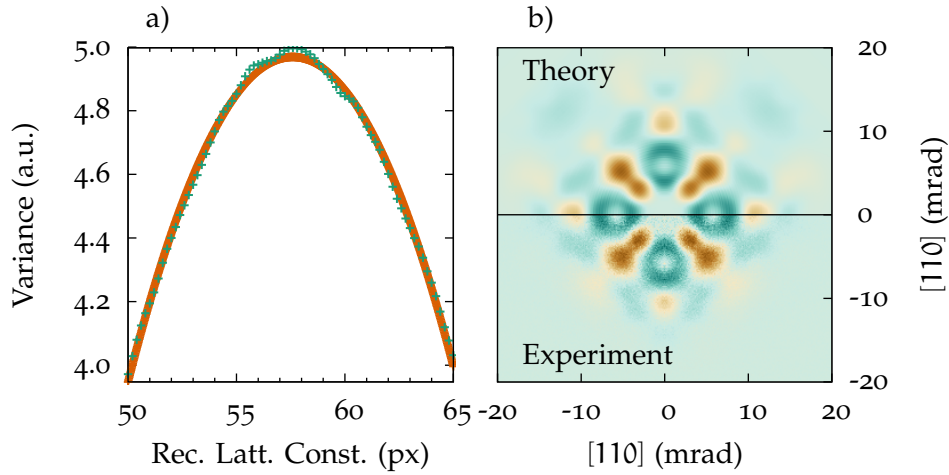 a)
5.0
4.8
4.6
4.4
4.2
4.0
Variance (a.u.)
50 55 60 65
Rec. Latt. Const. (px)
b)
Theory
Experiment
20
10
0
-10
-20
[110] (mrad)
-20 -10 0 10 20
[110] (mrad)